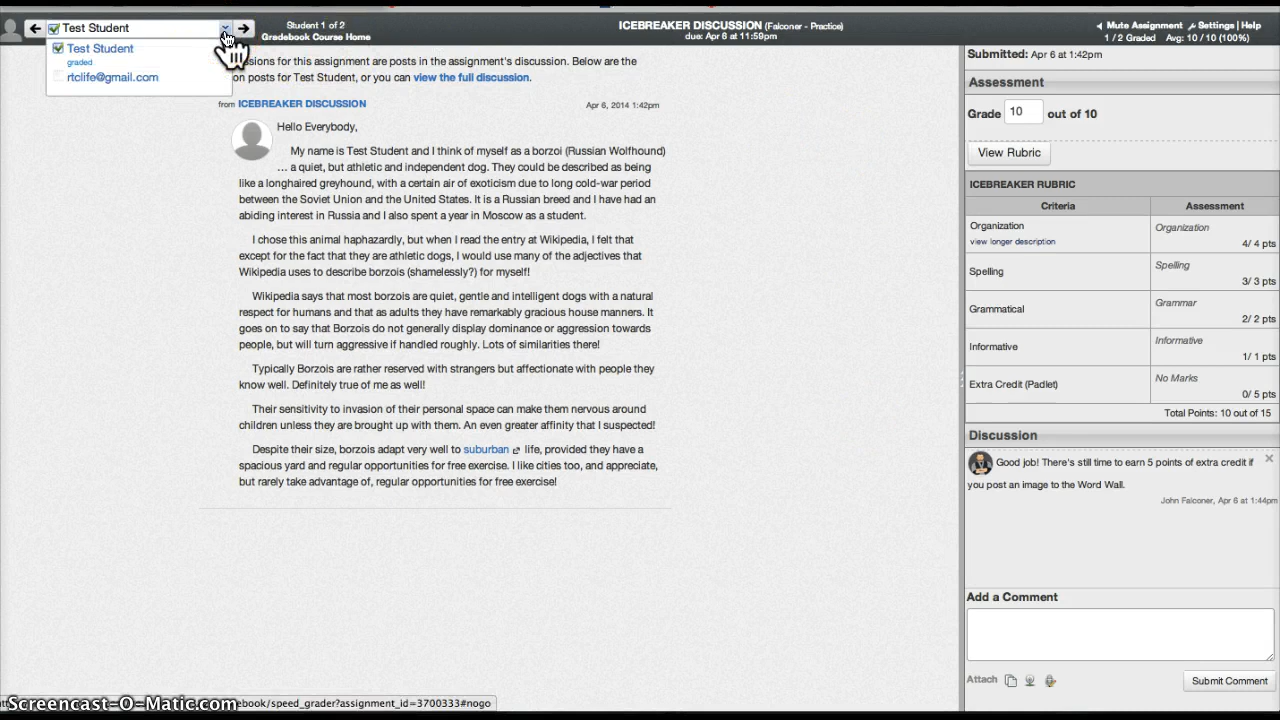 Test Student
Student 1 of 2
Gradebook Course Home
ICEBREAKER DISCUSSION (Falconer - Practice)
due: Apr 6 at 11:59pm
Mute Assignment Settings | Help
1 / 2 Graded Avg: 10 / 10 (100%)
Test Student
graded
rtclife@gmail.com
ssions for this assignment are posts in the assignment's discussion. Below are the
on posts for Test Student, or you can view the full discussion.
from ICEBREAKER DISCUSSION Apr 6, 2014 1:42pm
Hello Everybody,
My name is Test Student and I think of myself as a borzoi (Russian Wolfhound)
... a quiet, but athletic and independent dog. They could be described as being
like a longhaired greyhound, with a certain air of exoticism due to long cold-war period
between the Soviet Union and the United States. It is a Russian breed and I have had an
abiding interest in Russia and I also spent a year in Moscow as a student.
I chose this animal haphazardly, but when I read the entry at Wikipedia, I felt that
except for the fact that they are athletic dogs, I would use many of the adjectives that
Wikipedia uses to describe borzois (shamelessly?) for myself!
Wikipedia says that most borzois are quiet, gentle and intelligent dogs with a natural
respect for humans and that as adults they have remarkably gracious house manners. It
goes on to say that Borzois do not generally display dominance or aggression towards
people, but will turn aggressive if handled roughly. Lots of similarities there!
Typically Borzois are rather reserved with strangers but affectionate with people they
know well. Definitely true of me as well!
Their sensitivity to invasion of their personal space can make them nervous around
children unless they are brought up with them. An even greater affinity that I suspected!
Despite their size, borzois adapt very well to suburban life, provided they have a
spacious yard and regular opportunities for free exercise. I like cities too, and appreciate,
but rarely take advantage of, regular opportunities for free exercise!
Submitted: Apr 6 at 1:42pm
Assessment
Grade 10 out of 10
View Rubric
ICEBREAKER RUBRIC
Criteria Assessment
Organization
view longer description
Organization
4/ 4 pts
Spelling
Spelling
3/ 3 pts
Grammatical
Grammar
2/ 2 pts
Informative
Informative
1/ 1 pts
Extra Credit (Padlet)
No Marks
0/ 5 pts
Total Points: 10 out of 15
Discussion
Good job! There's still time to earn 5 points of extra credit if
you post an image to the Word Wall.
John Falconer, Apr 6 at 1:44pm
Add a Comment
Attach
Submit Comment
Screencast-O-Matic.com
ebook/speed_grader?assignment_id=3700333#nogo